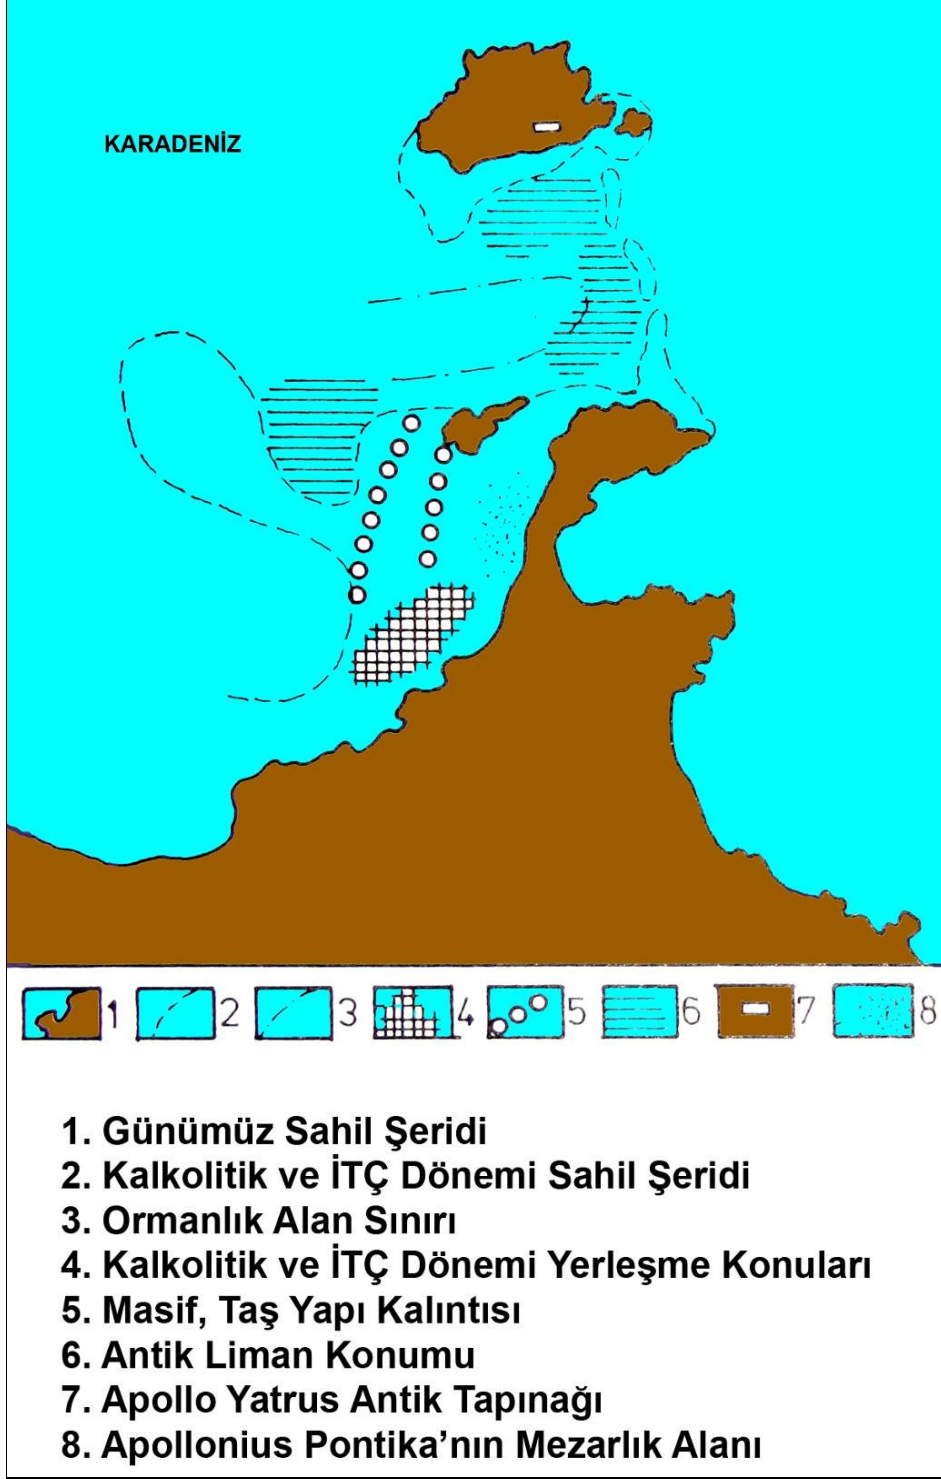 KARADENİZ
1 2 3 4 5 6 7 8
1. Günümüz Sahil Şeridi
2. Kalkolitik ve İTÇ Dönemi Sahil Şeridi
3. Ormanlık Alan Sınırı
4. Kalkolitik ve İTÇ Dönemi Yerleşme Konuları
5. Masif, Taş Yapı Kalıntısı
6. Antik Liman Konumu
7. Apollo Yatrus Antik Tapınağı
8. Apollonius Pontika’nın Mezarlık Alanı